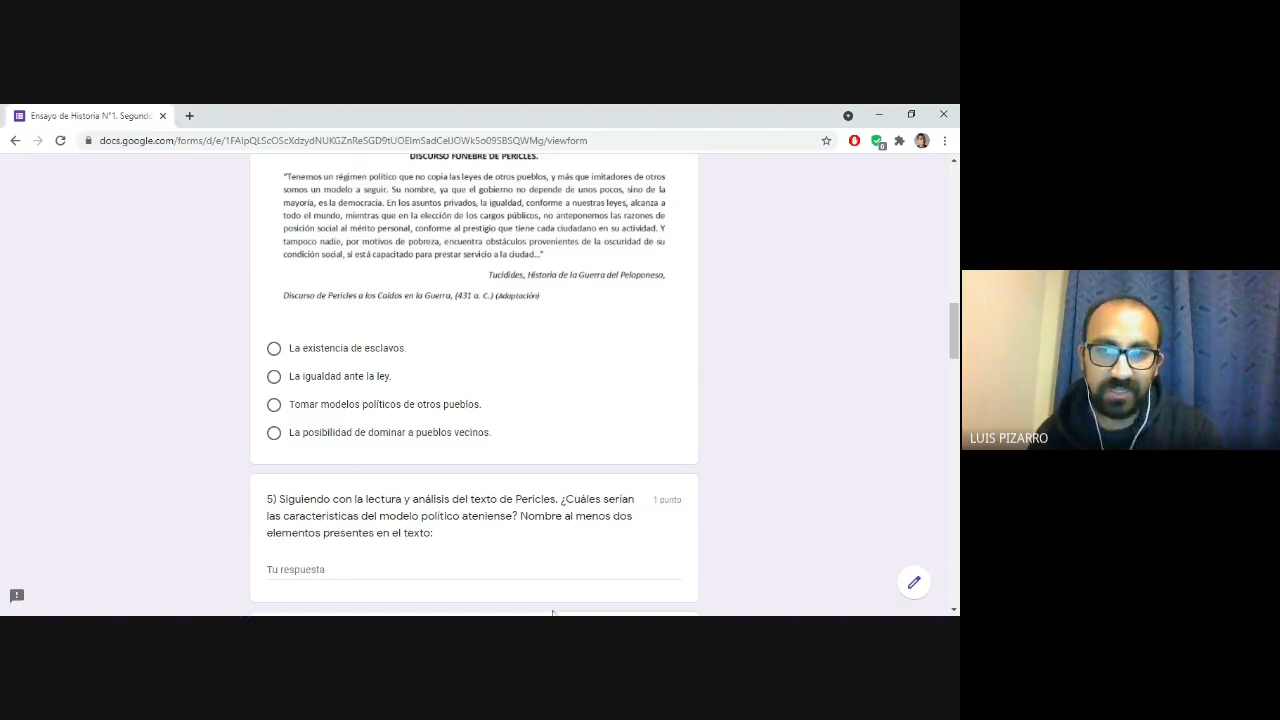 Ensayo de Historia N°1. Segundo
docs.google.com/forms/d/e/1FAIpQLScOScXdzydNUKGZnReSGD9tUOEImSadCelJOWk5o09SBSQWMg/viewform
DISCURSO FÚNEBRE DE PERICLES.
"Tenemos un régimen político que no copia las leyes de otros pueblos, y más que imitadores de otros
somos un modelo a seguir. Su nombre, ya que el gobierno no depende de unos pocos, sino de la
mayoría, es la democracia. En los asuntos privados, la igualdad, conforme a nuestras leyes, alcanza a
todo el mundo, mientras que en la elección de los cargos públicos, no anteponemos las razones de
posición social al mérito personal, conforme al prestigio que tiene cada ciudadano en su actividad. Y
tampoco nadie, por motivos de pobreza, encuentra obstáculos provenientes de la oscuridad de su
condición social, si está capacitado para prestar servicio a la ciudad..."
Tucídides, Historia de la Guerra del Peloponeso,
Discurso de Pericles a los Caídos en la Guerra, (431 a. C.) (Adaptación)
La existencia de esclavos.
La igualdad ante la ley.
Tomar modelos políticos de otros pueblos.
La posibilidad de dominar a pueblos vecinos.
5) Siguiendo con la lectura y análisis del texto de Pericles. ¿Cuáles serían 1 punto
las características del modelo político ateniense? Nombre al menos dos
elementos presentes en el texto:
Tu respuesta
LUIS PIZARRO